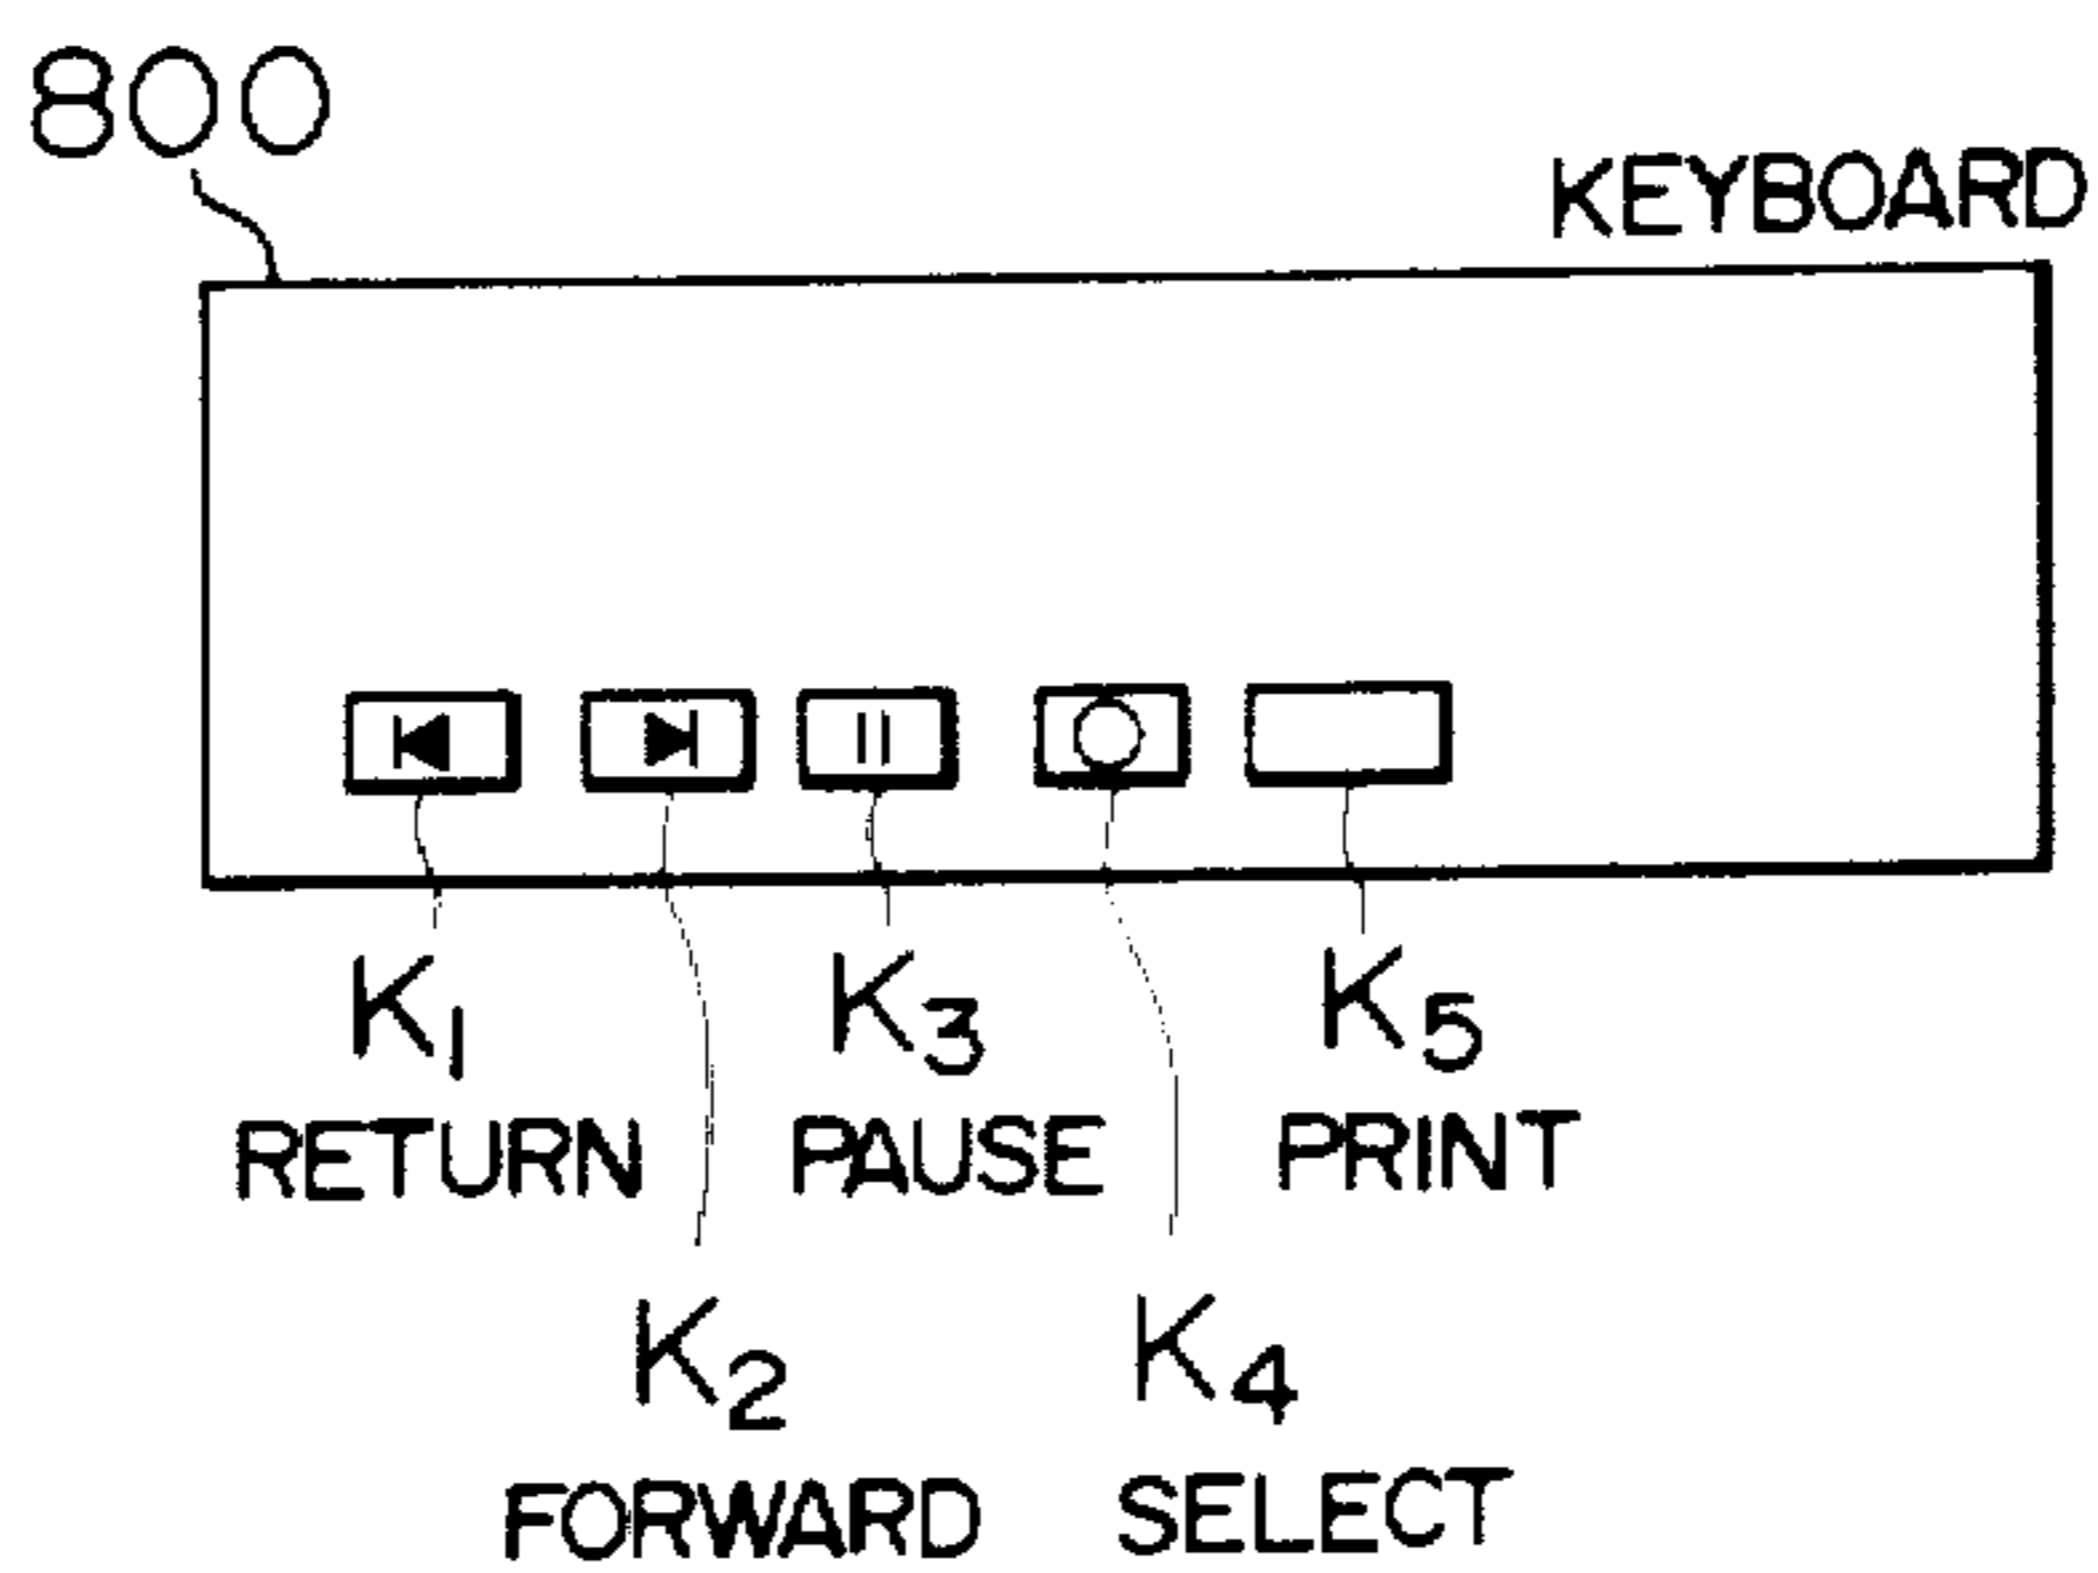 800
KEYBOARD
K1
K3
K5
RETURN
PAUSE
PRINT
K2
K4
FORWARD
SELECT